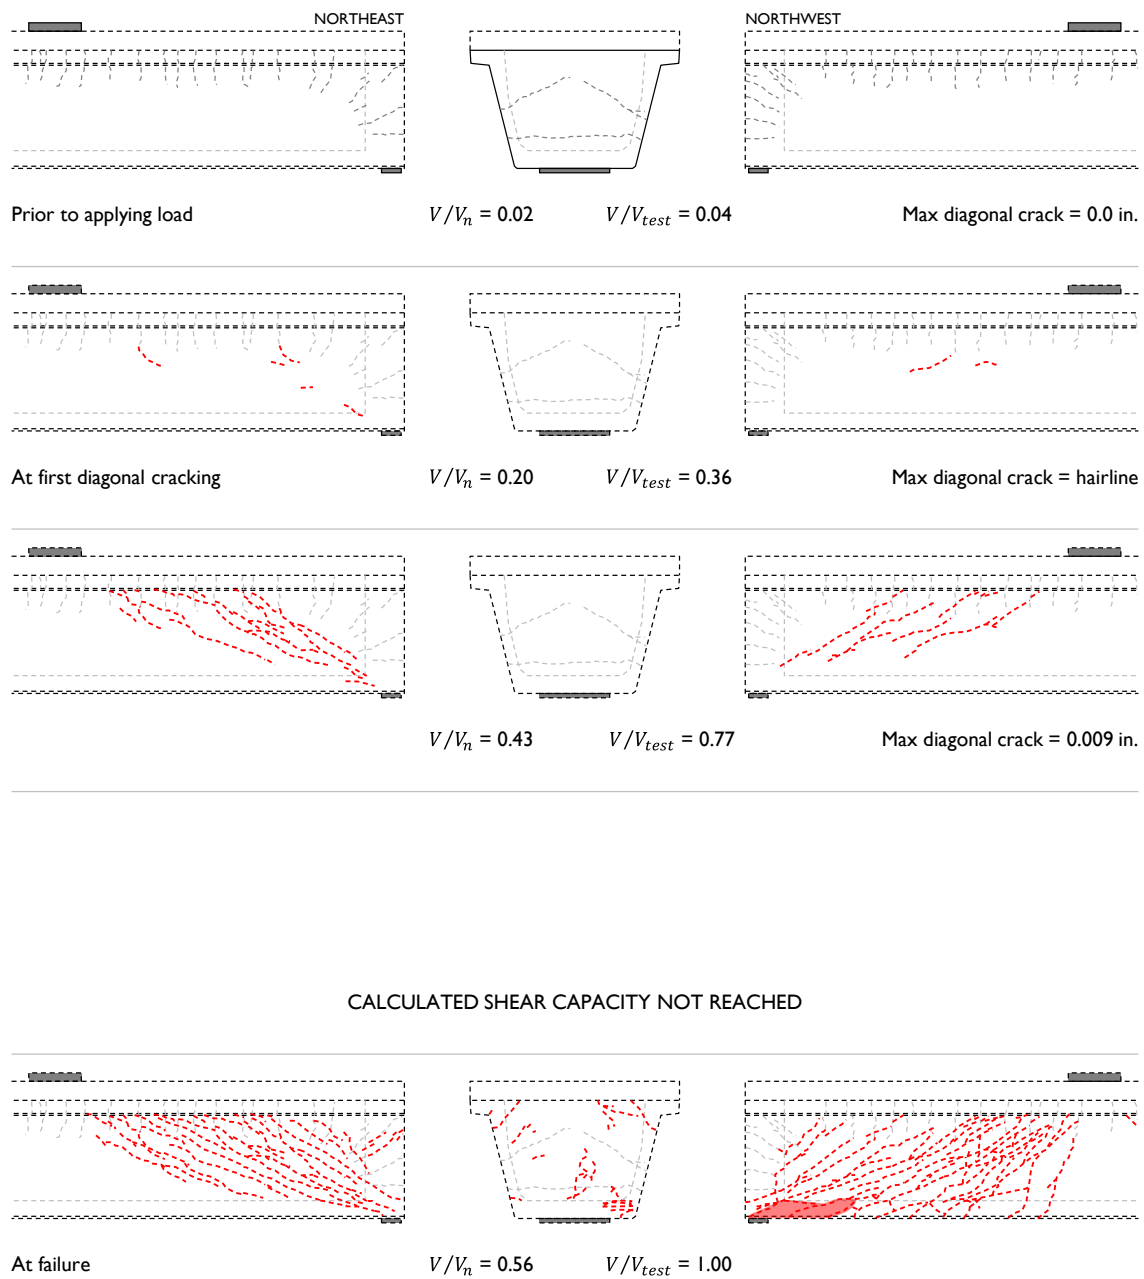 NORTHEAST NORTHWEST
Prior to applying load V/Vn = 0.02 V/Vtest = 0.04 Max diagonal crack = 0.0 in.
At first diagonal cracking V/Vn = 0.20 V/Vtest = 0.36 Max diagonal crack = hairline
V/Vn = 0.43 V/Vtest = 0.77 Max diagonal crack = 0.009 in.
CALCULATED SHEAR CAPACITY NOT REACHED
At failure V/Vn = 0.56 V/Vtest = 1.00